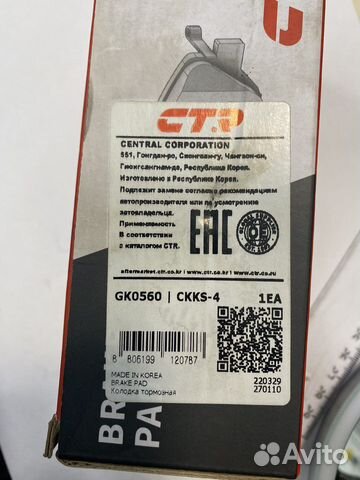 CTR
CENTRAL CORPORATION
551, Гонгдан-ро, Сионгсан-гу, Чангвон-си,
Гионгсангнам-до, Республика Корея.
Изготовлено в Республике Корея.
Подлежит замене согласно рекомендациям
автопроизводителя или по усмотрению
автовладельца.
Применяемость
В соответствии
с каталогом CTR.
EAC
aftermarket.ctr.co.kr | www.ctr.co.kr | www.ctr.co.ru
GK0560 | CKKS-4 1EA
8 806199 120787
MADE IN KOREA
BRAKE PAD
Колодка тормозная
220329
270110
BR
PA
Avito